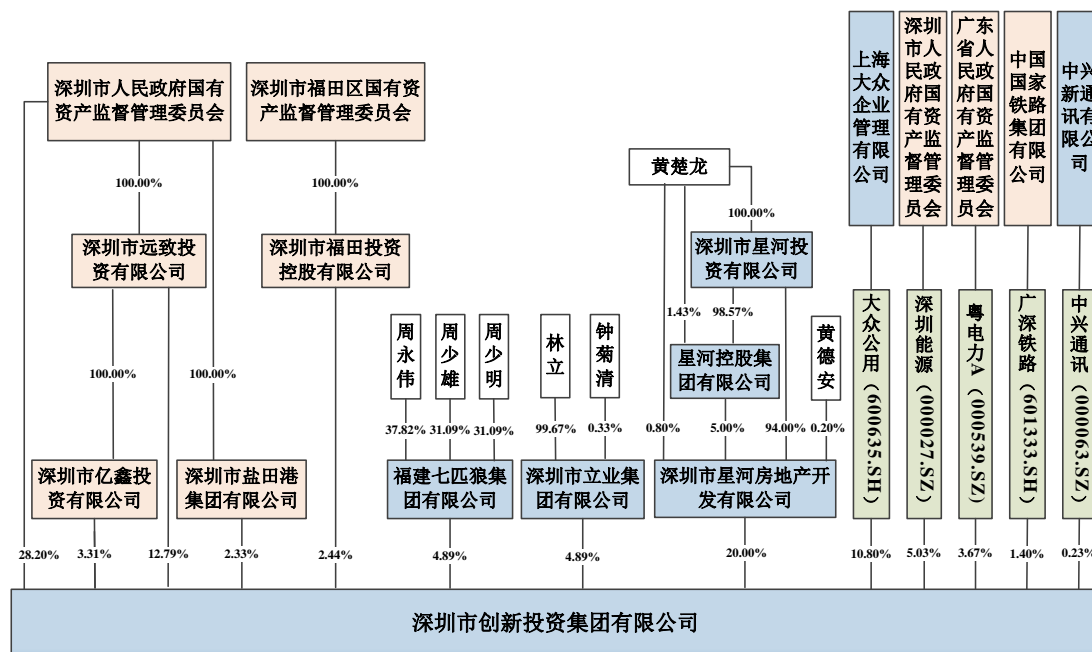 深圳市人民政府国有
资产监督管理委员会
深圳市福田区国有资
产监督管理委员会
100.00%
100.00%
深圳市远致投
资有限公司
深圳市福田投资
控股有限公司
100.00%
100.00%
深圳市亿鑫投
资有限公司
深圳市盐田港
集团有限公司
28.20%
3.31%
12.79%
2.33%
2.44%
周永伟
周少雄
周少明
37.82%
31.09%
31.09%
福建七匹狼集
团有限公司
4.89%
林立
钟菊清
99.67%
0.33%
深圳市立业集
团有限公司
4.89%
黄楚龙
100.00%
深圳市星河投
资有限公司
1.43%
98.57%
星河控股集
团有限公司
黄德安
0.80%
5.00%
94.00%
0.20%
深圳市星河房地产开
发有限公司
20.00%
上海
大众
企业
管理
有限
公司
大众公用（600635.SH）
10.80%
深圳
市人
民政
府国
有资
产监
督管
理委
员会
深圳能源（000027.SZ）
5.03%
广东
省人
民政
府国
有资
产监
督管
理委
员会
粤电力A（000539.SZ）
3.67%
中国
国家
铁路
集团
有限
公司
广深铁路（601333.SH）
1.40%
中兴
新通
讯有
限公
司
中兴通讯（000063.SZ）
0.23%
深圳市创新投资集团有限公司